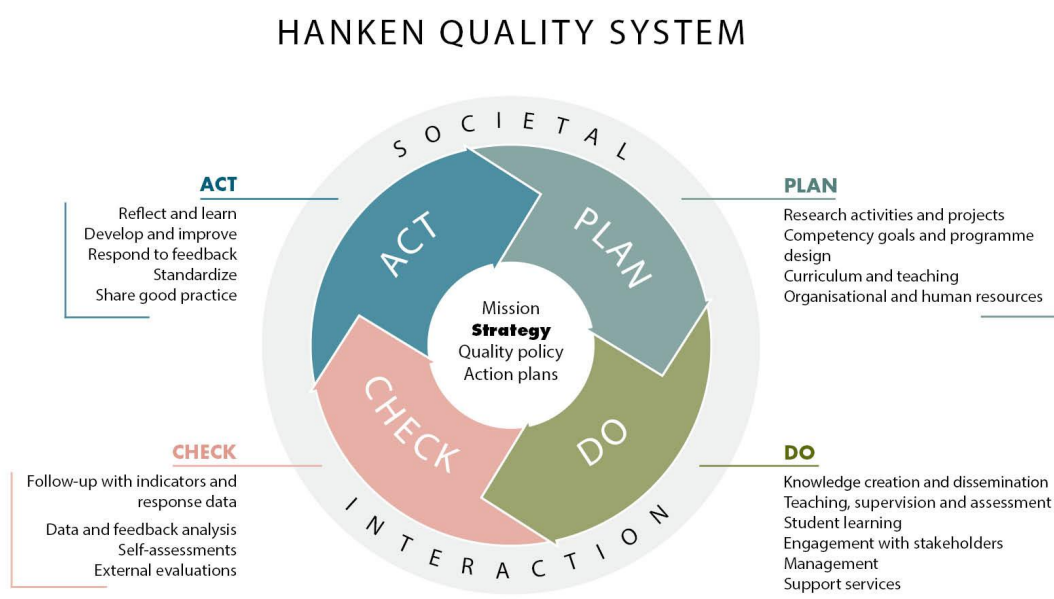 HANKEN QUALITY SYSTEM
SOCIETAL
ACT
Reflect and learn
Develop and improve
Respond to feedback
Standardize
Share good practice
PLAN
Research activities and projects
Competency goals and programme
design
Curriculum and teaching
Organisational and human resources
ACT
PLAN
Mission
Strategy
Quality policy
Action plans
CHECK
DO
CHECK
Follow-up with indicators and
response data
Data and feedback analysis
Self-assessments
External evaluations
DO
Knowledge creation and dissemination
Teaching, supervision and assessment
Student learning
Engagement with stakeholders
Management
Support services
INTERACTION